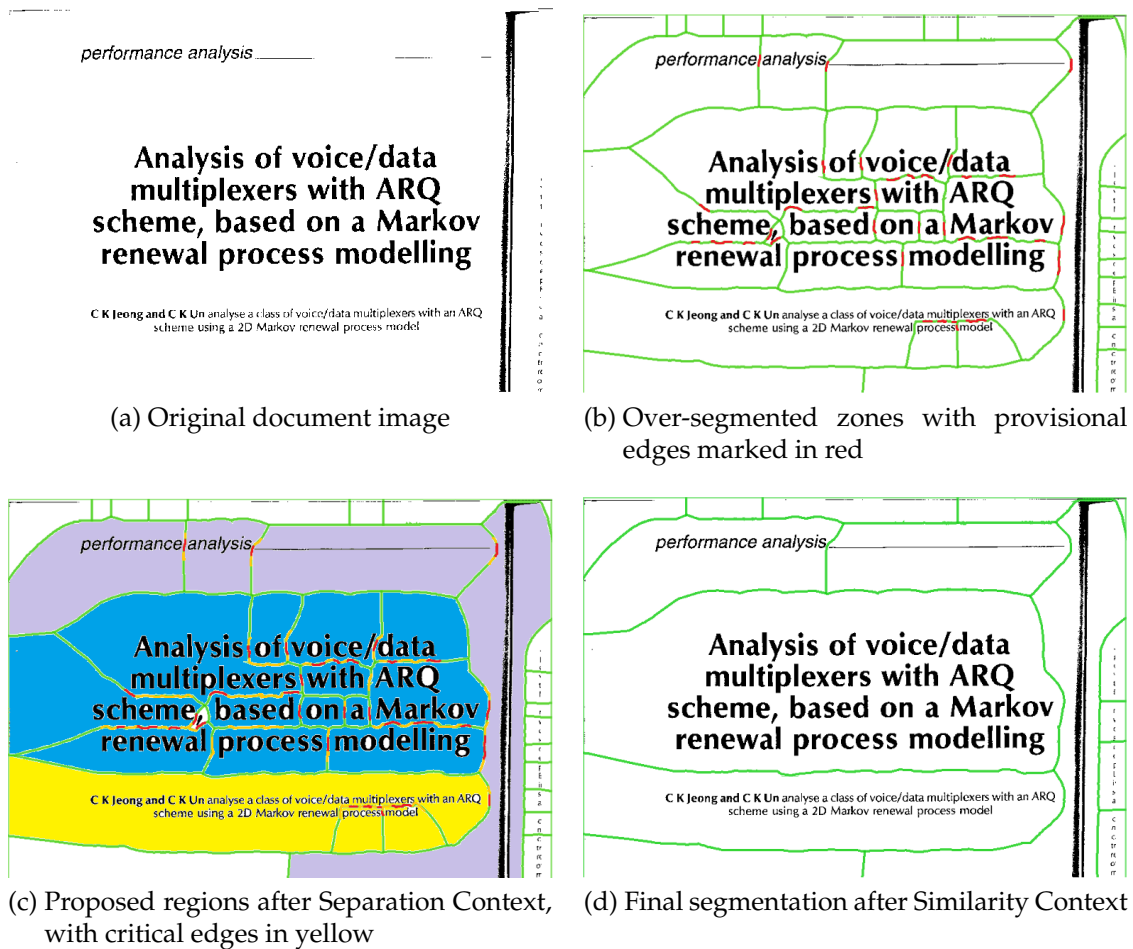 performance analysis
Analysis of voice/data
multiplexers with ARQ
scheme, based on a Markov
renewal process modelling
C K Jeong and C K Un analyse a class of voice/data multiplexers with an ARQ
scheme using a 2D Markov renewal process model
(a) Original document image
performance analysis
Analysis of voice/data
multiplexers with ARQ
scheme, based on a Markov
renewal process modelling
C K Jeong and C K Un analyse a class of voice/data multiplexers with an ARQ
scheme using a 2D Markov renewal process model
(b) Over-segmented zones with provisional
edges marked in red
performance analysis
Analysis of voice/data
multiplexers with ARQ
scheme, based on a Markov
renewal process modelling
C K Jeong and C K Un analyse a class of voice/data multiplexers with an ARQ
scheme using a 2D Markov renewal process model
(c) Proposed regions after Separation Context,
with critical edges in yellow
performance analysis
Analysis of voice/data
multiplexers with ARQ
scheme, based on a Markov
renewal process modelling
C K Jeong and C K Un analyse a class of voice/data multiplexers with an ARQ
scheme using a 2D Markov renewal process model
(d) Final segmentation after Similarity Context